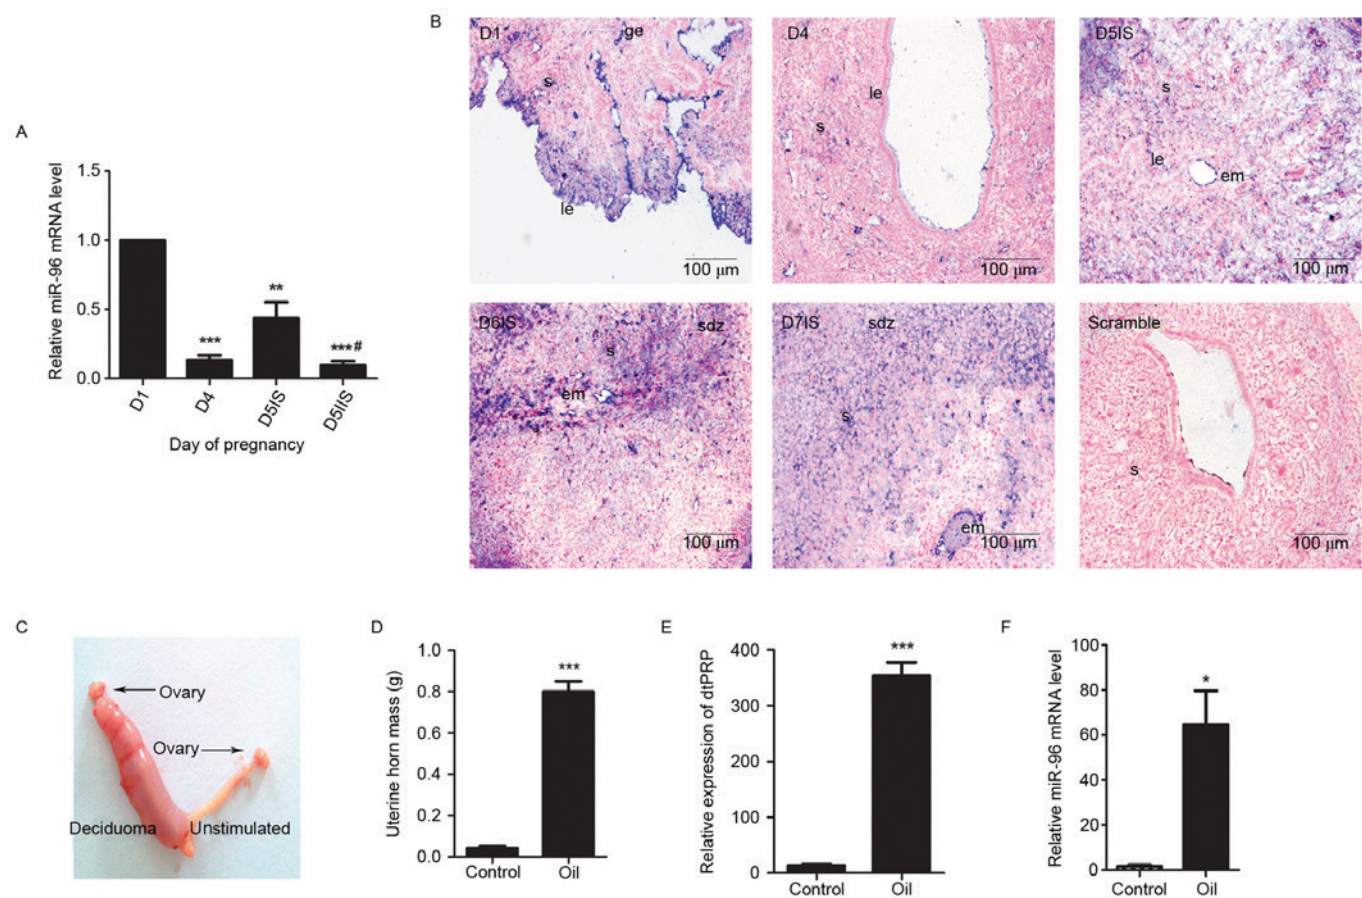 A
Relative miR-96 mRNA level
1.5
1.0
0.5
0.0
***
**
***#
D1
D4
D5IS
D5IIS
Day of pregnancy
B
D1
ge
s
le
100 μm
D4
le
s
100 μm
D5IS
s
le
em
100 μm
D6IS
sdz
s
em
100 μm
D7IS
sdz
s
em
100 μm
Scramble
s
100 μm
C
Ovary
Ovary
Deciduoma
Unstimulated
D
Uterine horn mass (g)
1.0
0.8
0.6
0.4
0.2
0.0
***
Control
Oil
E
Relative expression of dtPRP
400
300
200
100
0
***
Control
Oil
F
Relative miR-96 mRNA level
100
80
60
40
20
0
*
Control
Oil